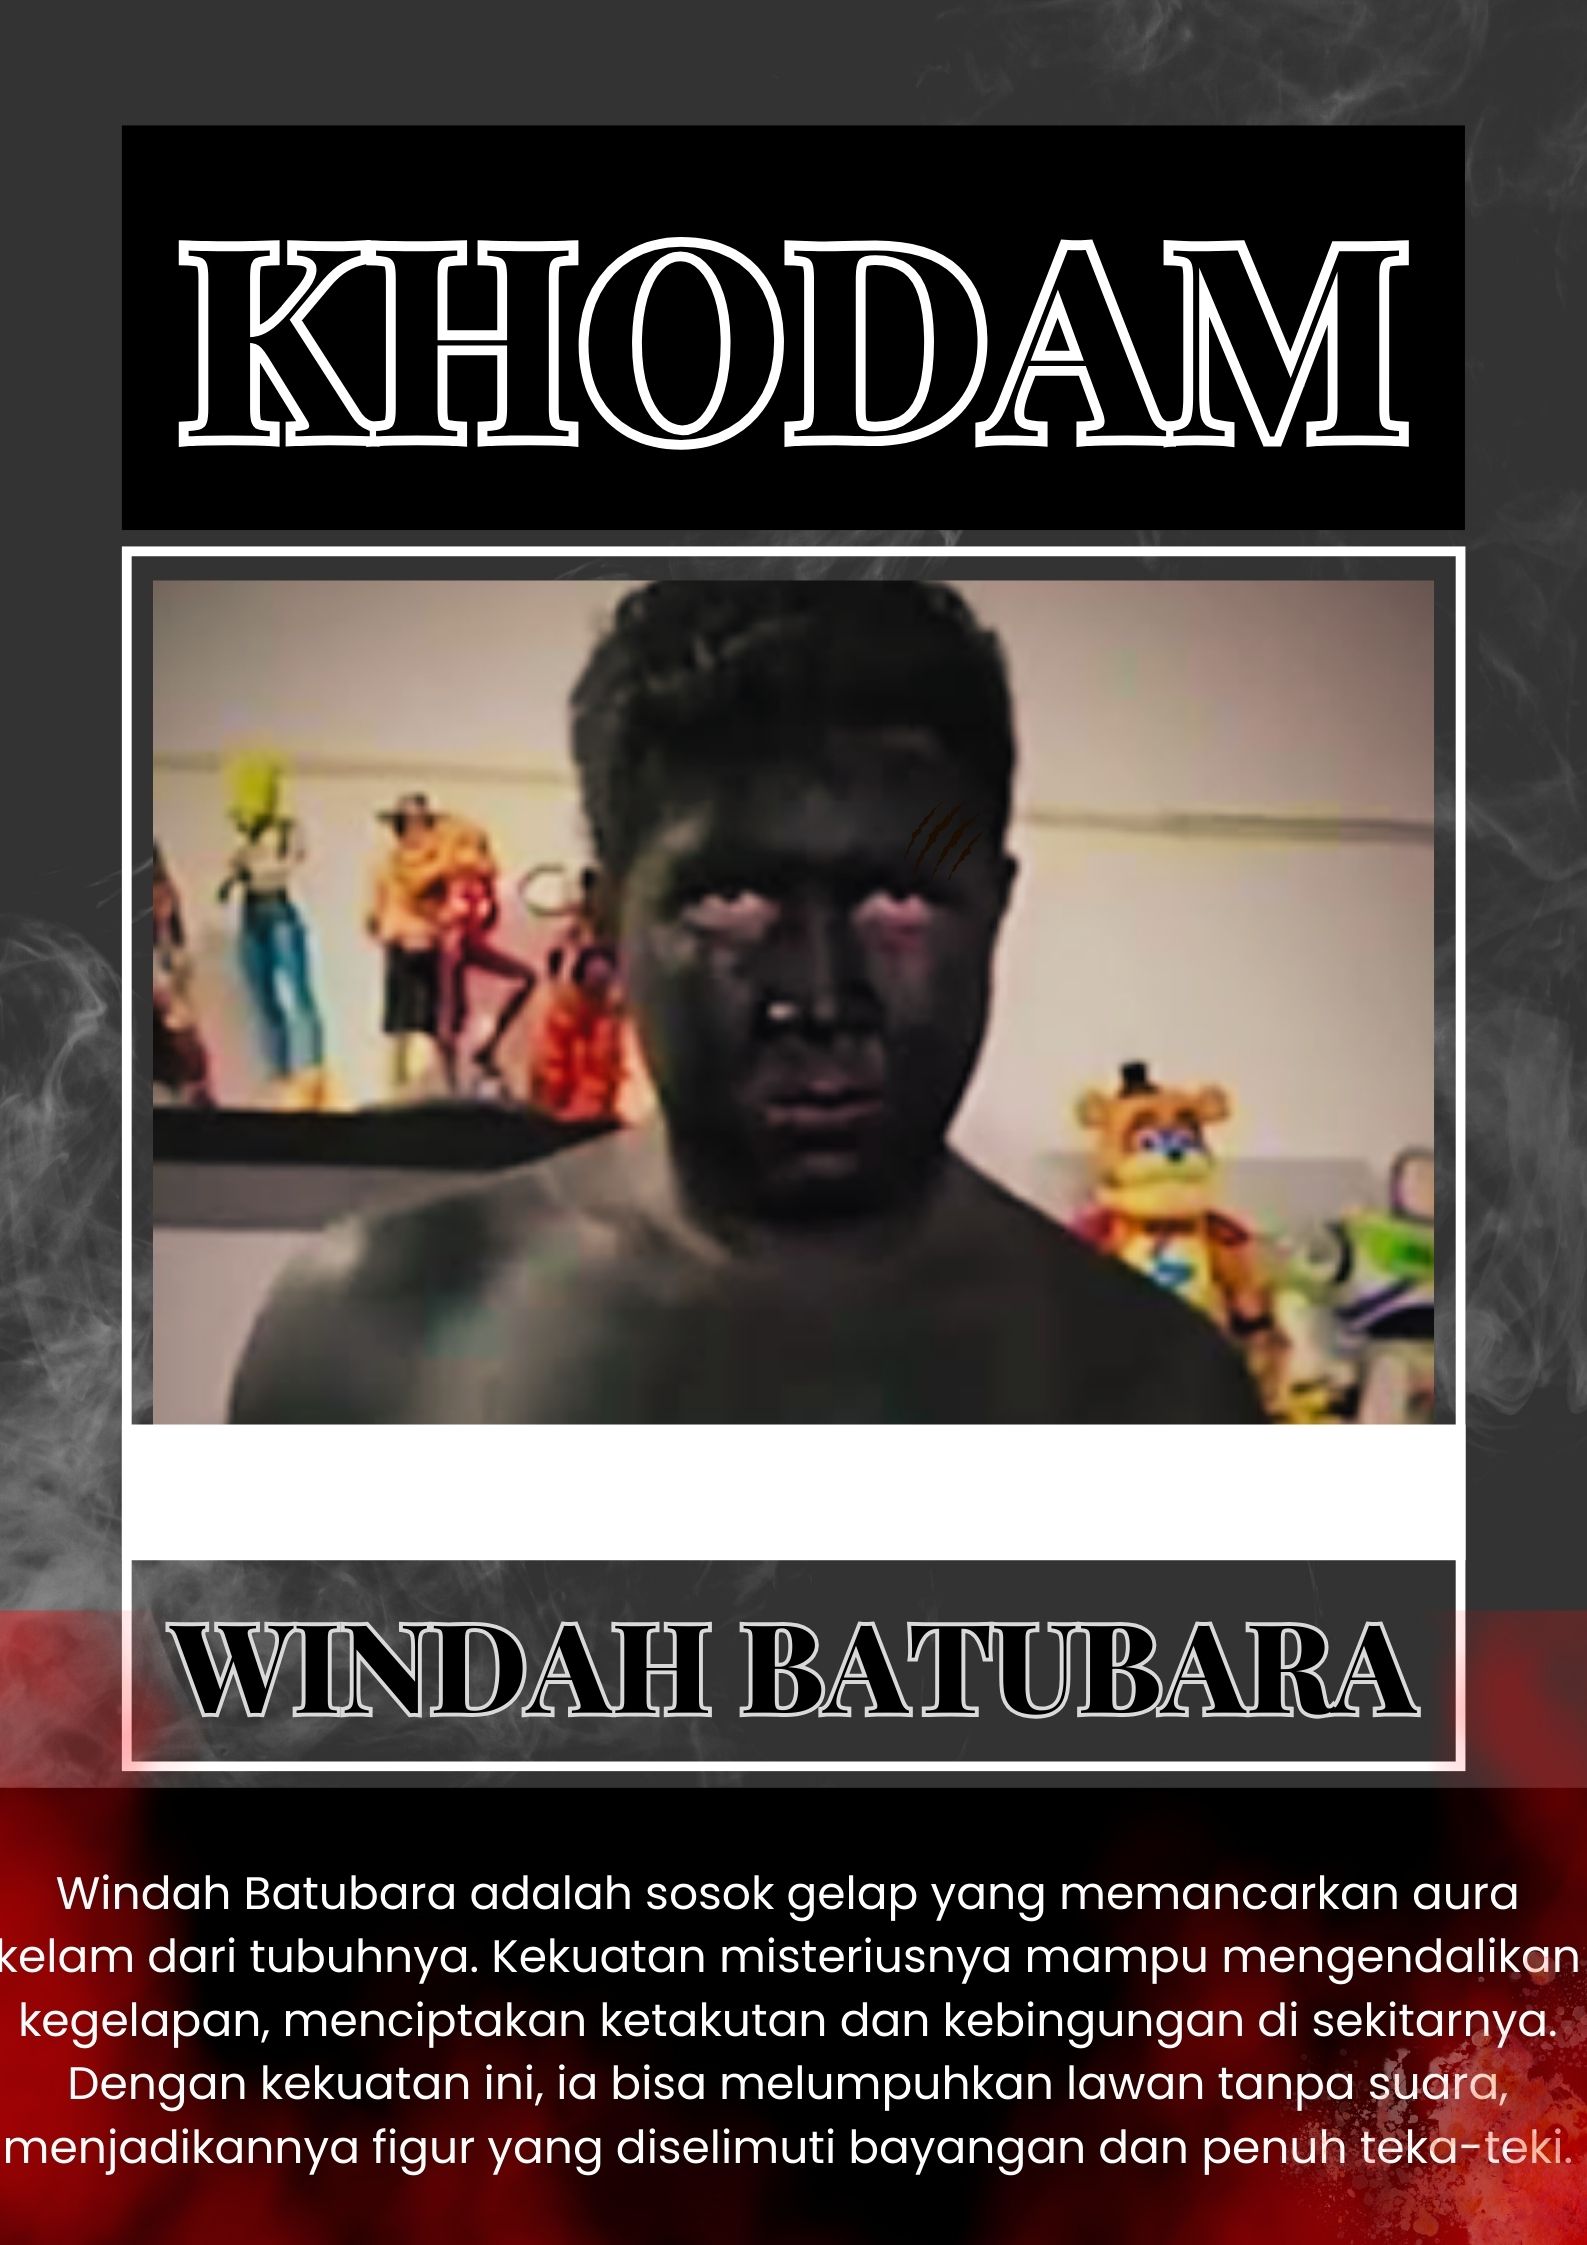 KHODAM
WINDAH BATUBARA
Windah Batubara adalah sosok gelap yang memancarkan aura
kelam dari tubuhnya. Kekuatan misteriusnya mampu mengendalikan
kegelapan, menciptakan ketakutan dan kebingungan di sekitarnya.
Dengan kekuatan ini, ia bisa melumpuhkan lawan tanpa suara,
menjadikannya figur yang diselimuti bayangan dan penuh teka-teki.